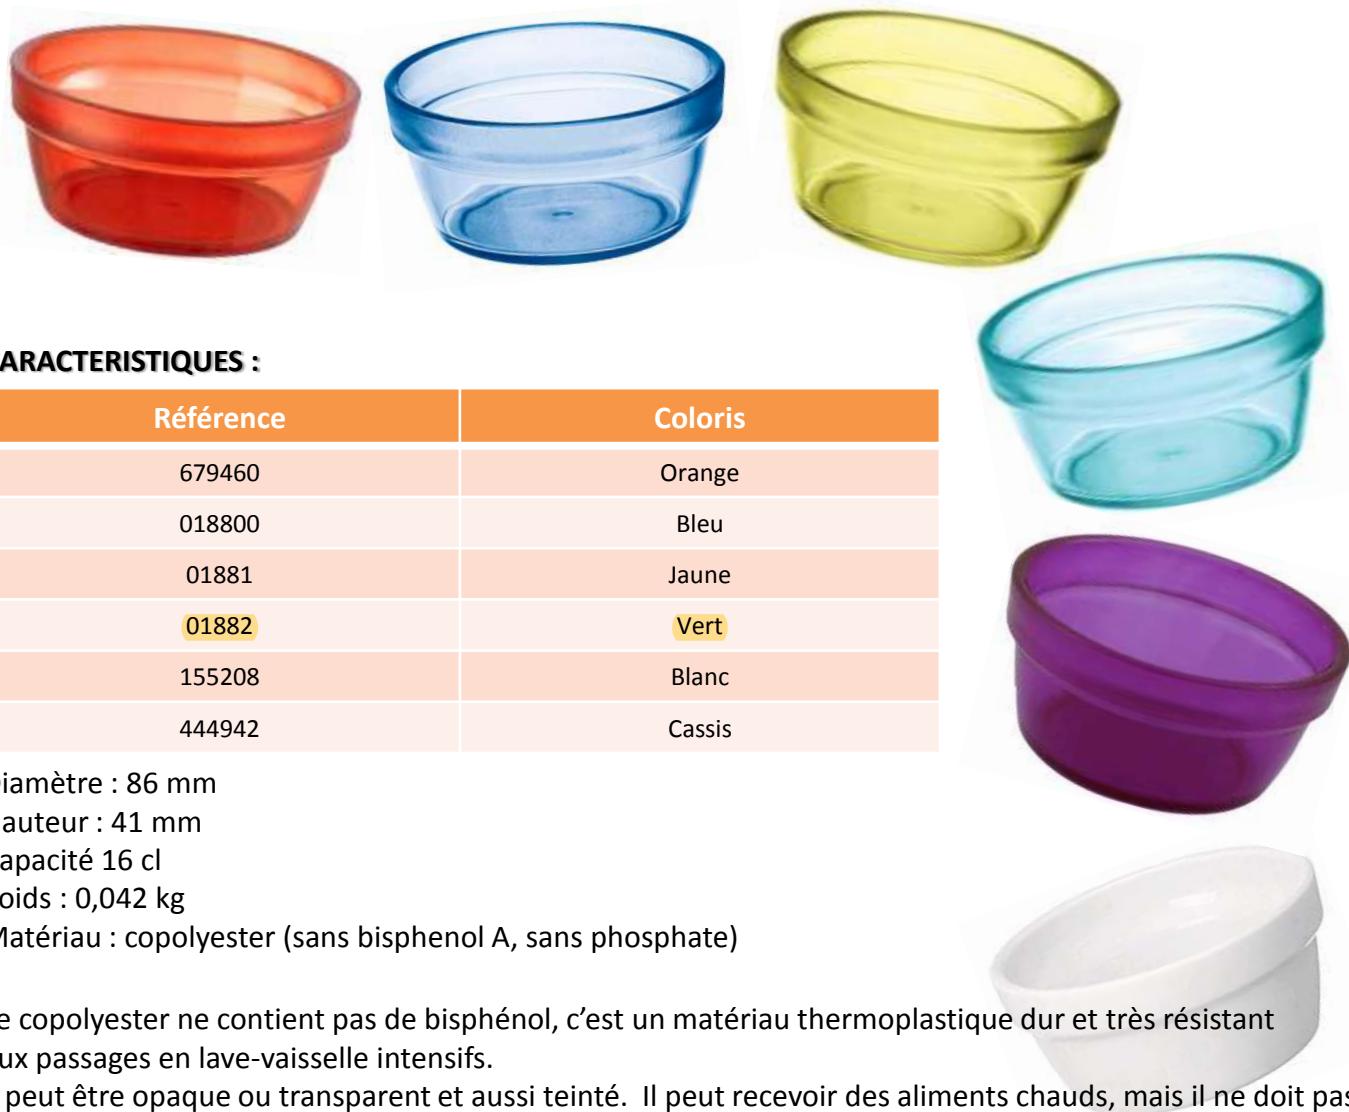 ARACTERISTIQUES :
Référence Coloris
679460 Orange
018800 Bleu
01881 Jaune
01882 Vert
155208 Blanc
444942 Cassis
iamètre : 86 mm
auteur : 41 mm
apacité 16 cl
oids : 0,042 kg
Matériau : copolyester (sans bisphenol A, sans phosphate)
e copolyester ne contient pas de bisphénol, c’est un matériau thermoplastique dur et très résistant
ux passages en lave-vaisselle intensifs.
peut être opaque ou transparent et aussi teinté. Il peut recevoir des aliments chauds, mais il ne doit pas